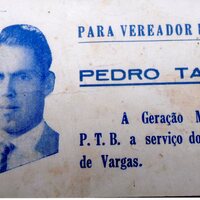 PARA VEREADOR
PEDRO TA
A Geração
P. T. B. a serviço do
de Vargas.